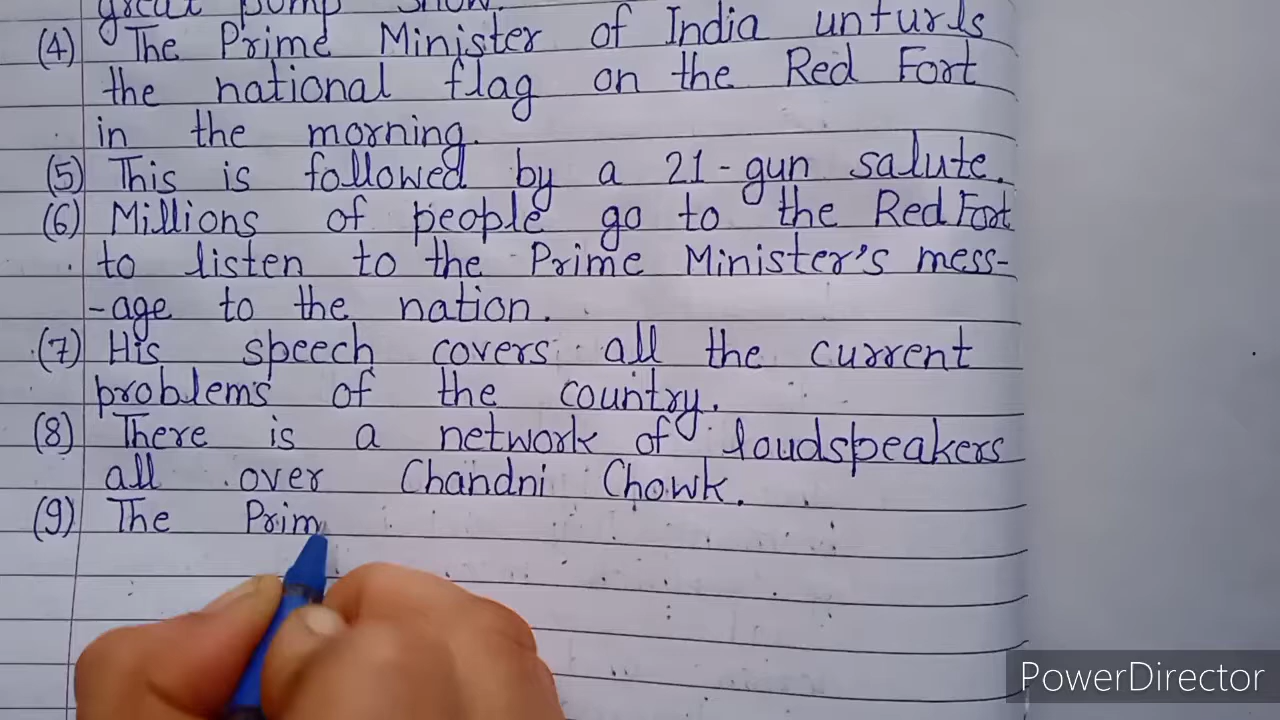 great pomp show.
(4) The Prime Minister of India unfurls
the national flag on the Red Fort
in the morning.
(5) This is followed by a 21-gun salute.
(6) Millions of people go to the Red Fort
to listen to the Prime Minister's mess-
-age to the nation.
(7) His speech covers all the current
problems of the country.
(8) There is a network of loudspeakers
all over Chandni Chowk.
(9) The Prim
PowerDirector